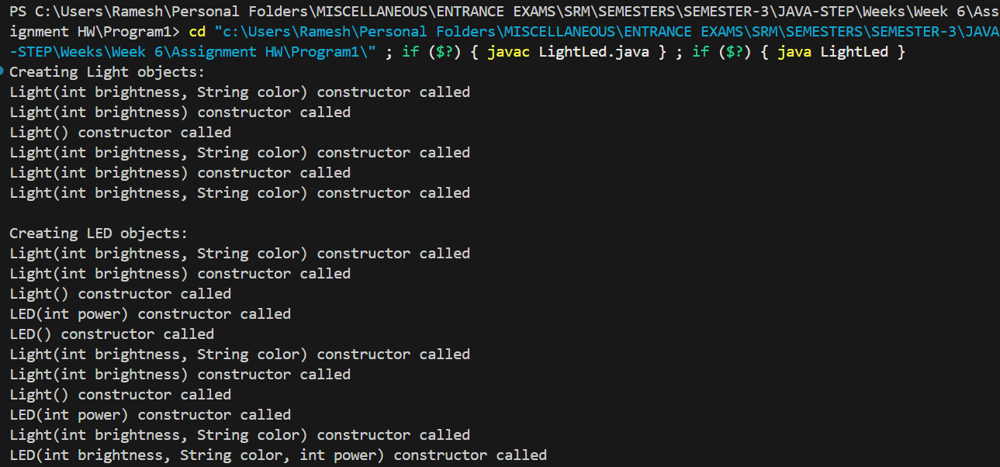 PS C:\Users\Ramesh\Personal Folders\MISCELLANEOUS\ENTRANCE EXAMS\SRM\SEMESTERS\SEMESTER-3\JAVA-STEP\Weeks\Week 6\Ass
ignment HW\Program1> cd "c:\Users\Ramesh\Personal Folders\MISCELLANEOUS\ENTRANCE EXAMS\SRM\SEMESTERS\SEMESTER-3\JAVA
-STEP\Weeks\Week 6\Assignment HW\Program1\" ; if ($?) { javac LightLed.java } ; if ($?) { java LightLed }
Creating Light objects:
Light(int brightness, String color) constructor called
Light(int brightness) constructor called
Light() constructor called
Light(int brightness, String color) constructor called
Light(int brightness) constructor called
Light(int brightness, String color) constructor called

Creating LED objects:
Light(int brightness, String color) constructor called
Light(int brightness) constructor called
Light() constructor called
LED(int power) constructor called
LED() constructor called
Light(int brightness, String color) constructor called
Light(int brightness) constructor called
Light() constructor called
LED(int power) constructor called
Light(int brightness, String color) constructor called
LED(int brightness, String color, int power) constructor called